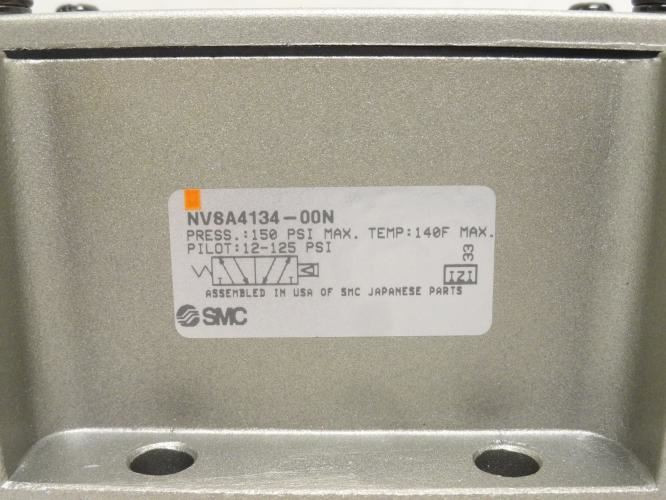 NVSA4134-00N
PRESS.:150 PSI MAX. TEMP:140F MAX.
PILOT:12-125 PSI
33
IZI
ASSEMBLED IN USA OF SMC JAPANESE PARTS
SMC